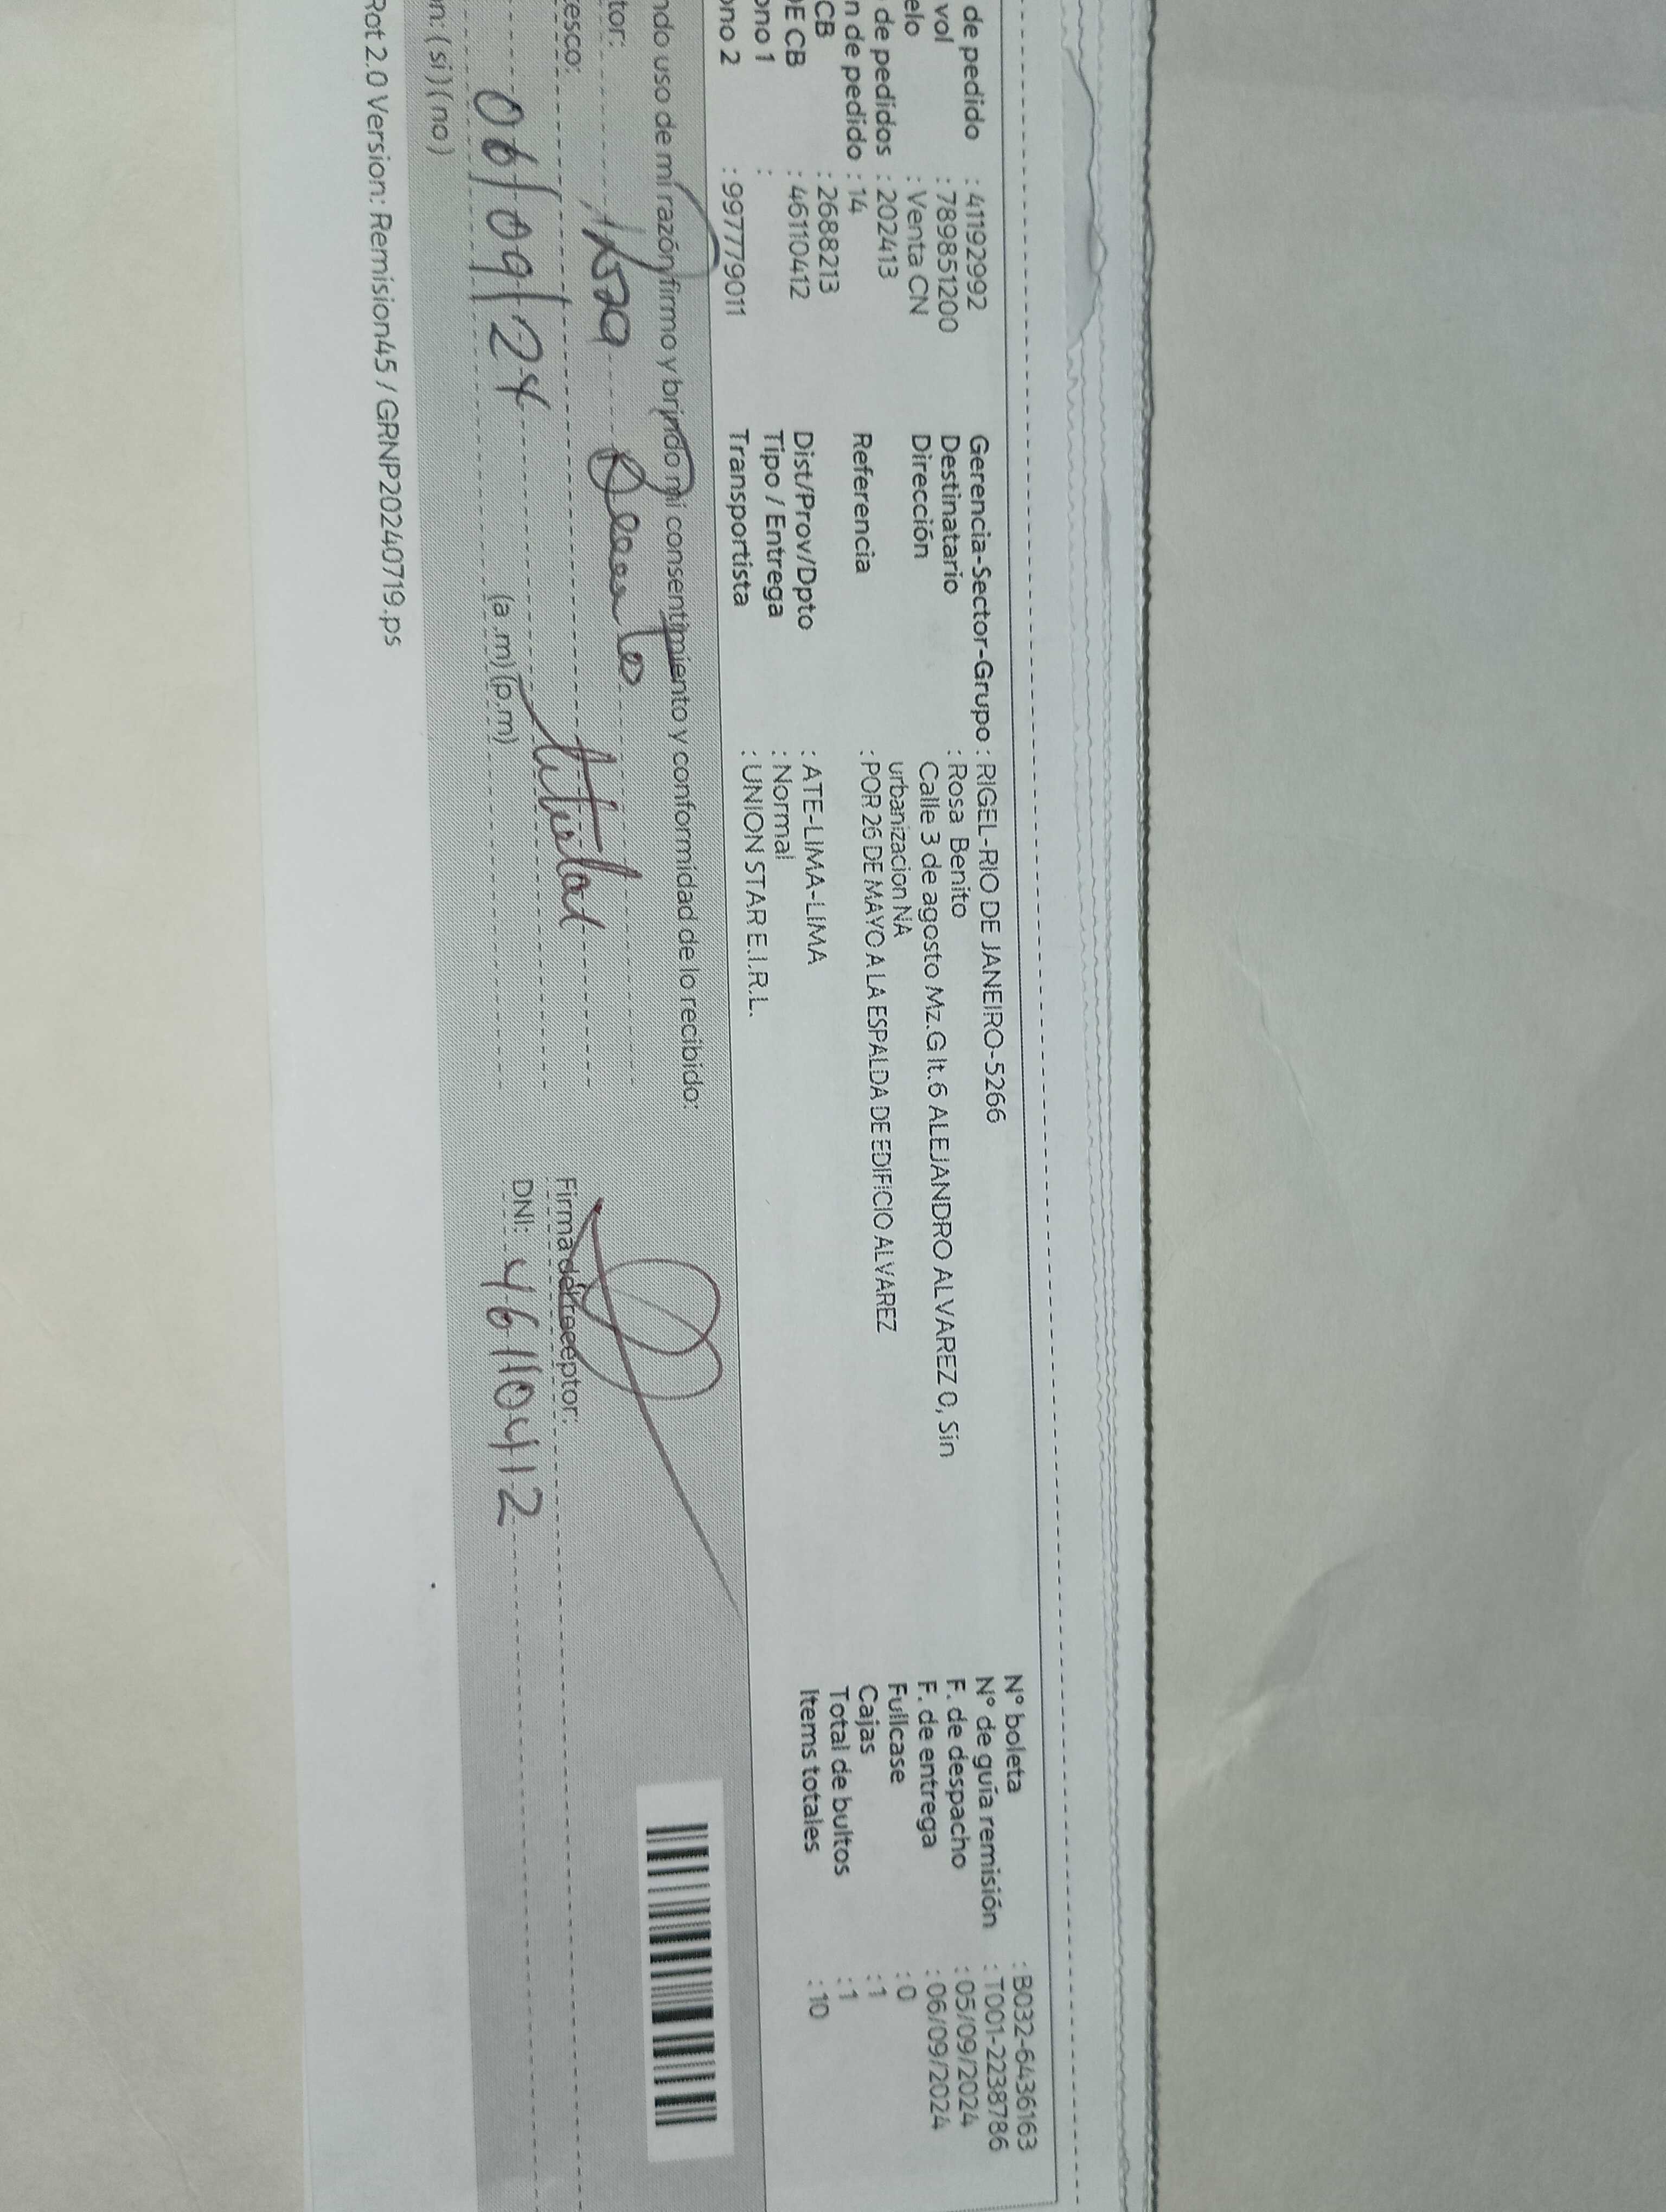 de pedido : 41192992
vol : 789851200
elo : Venta CN
de pedidos : 202413
n de pedido : 14
CB : 2688213
E CB : 46110412
ono 1 :
ono 2 : 997779011
Gerencia-Sector-Grupo : RIGEL-RIO DE JANEIRO-5266
Destinatario : Rosa Benito
Dirección Calle 3 de agosto Mz.G lt.6 ALEJANDRO ALVAREZ 0, Sin
urbanizacion NA
Referencia : POR 26 DE MAYO A LA ESPALDA DE EDIFICIO ALVAREZ
Dist/Prov/Dpto : ATE-LIMA-LIMA
Tipo / Entrega : Normal
Transportista : UNION STAR E.I.R.L.
N° boleta : B032-6436163
N° de guía remisión : T001-2238786
F. de despacho : 05/09/2024
F. de entrega : 06/09/2024
Fullcase : 0
Cajas : 1
Total de bultos : 1
Items totales : 10
ndo uso de mi razón firmo y brindo mi consentimiento y conformidad de lo recibido:
tor: Rosa Benito
esco: titular
06/09/24 (a.m) (p.m)
n: (si) (no)
Firma del receptor:
DNI: 46110412
Rot 2.0 Version: Remision45 / GRNP20240719.ps